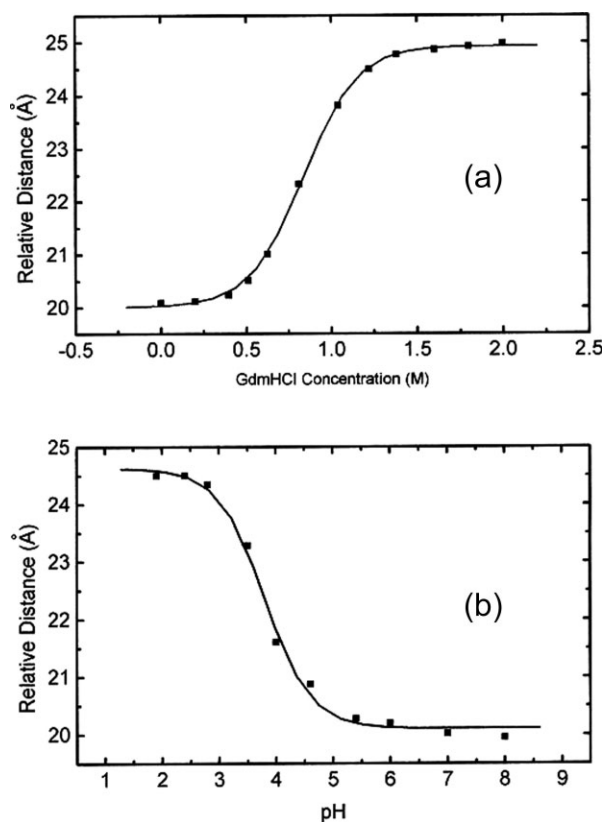 25
24
23
22
21
20
Relative Distance (Å)
(a)
-0.5 0.0 0.5 1.0 1.5 2.0 2.5
GdmHCl Concentration (M)
25
24
23
22
21
20
Relative Distance (Å)
(b)
1 2 3 4 5 6 7 8 9
pH